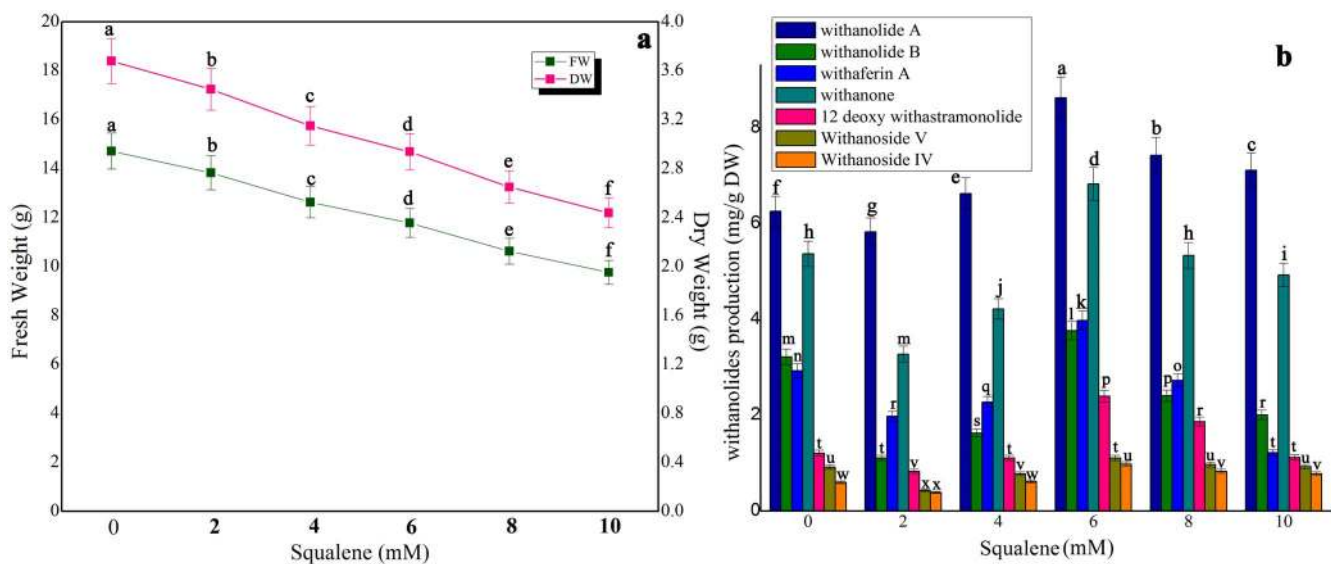 a
FW
DW
a
b
c
d
e
f
a
b
c
d
e
f
20
18
16
14
12
10
8
6
4
2
0
Fresh Weight (g)
4.0
3.6
3.2
2.8
2.4
2.0
1.6
1.2
0.8
0.4
0.0
Dry Weight (g)
0 2 4 6 8 10
Squalene (mM)
b
withanolide A
withanolide B
withaferin A
withanone
12 deoxy withastramonolide
Withanoside V
Withanoside IV
withanolides production (mg/g DW)
8
6
4
2
0
f m n h t u w
g t r m v x x
e s q j t v w
a l k d p t u
b p o h r u v
c r t i t u v
0 2 4 6 8 10
Squalene (mM)